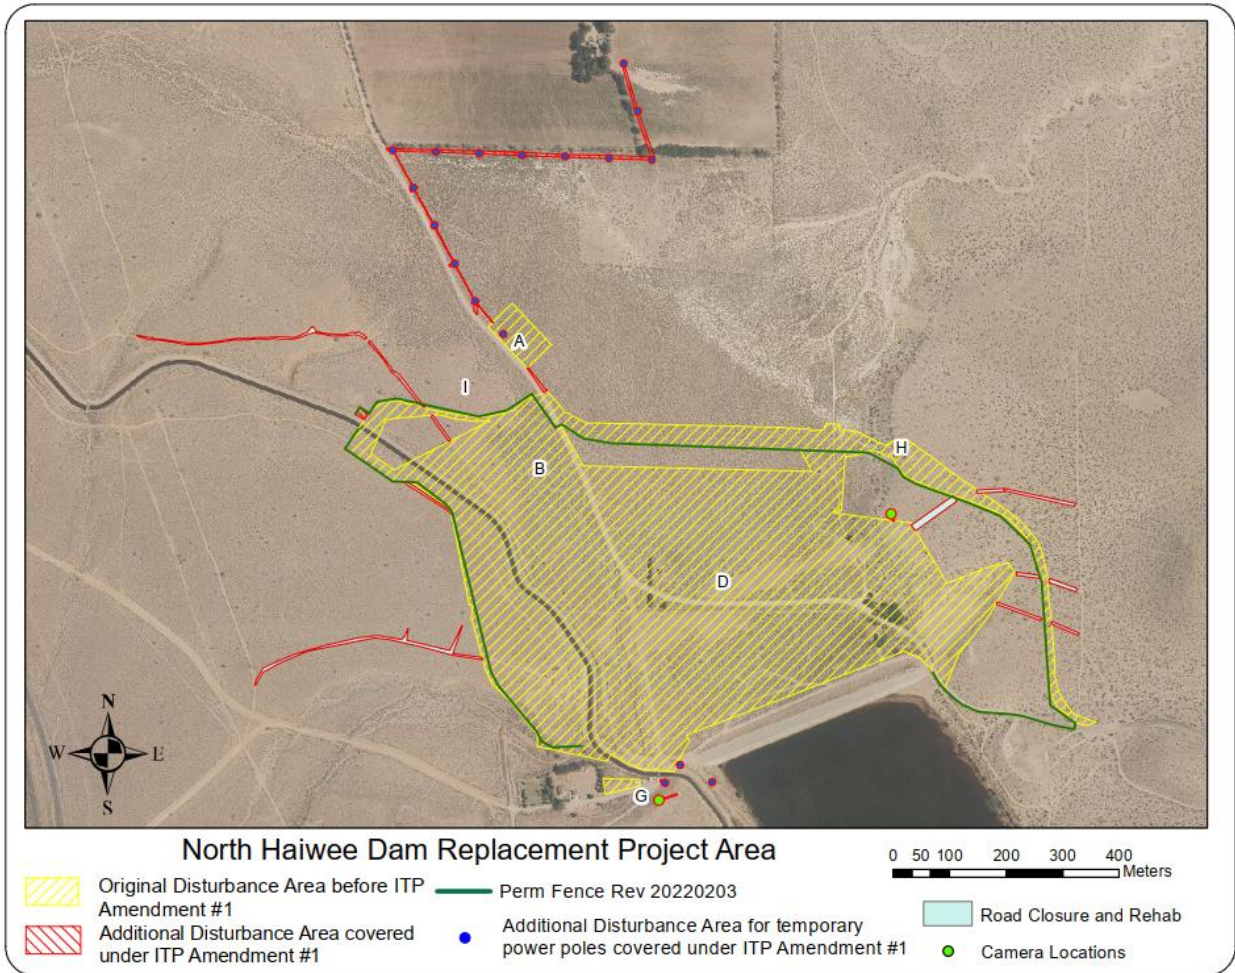 A
I
H
B
D
N
W E
S
G
North Haiwee Dam Replacement Project Area
0 50 100 200 300 400
Meters
Original Disturbance Area before ITP
Amendment #1
Additional Disturbance Area covered
under ITP Amendment #1
Perm Fence Rev 20220203
Additional Disturbance Area for temporary
power poles covered under ITP Amendment #1
Road Closure and Rehab
Camera Locations